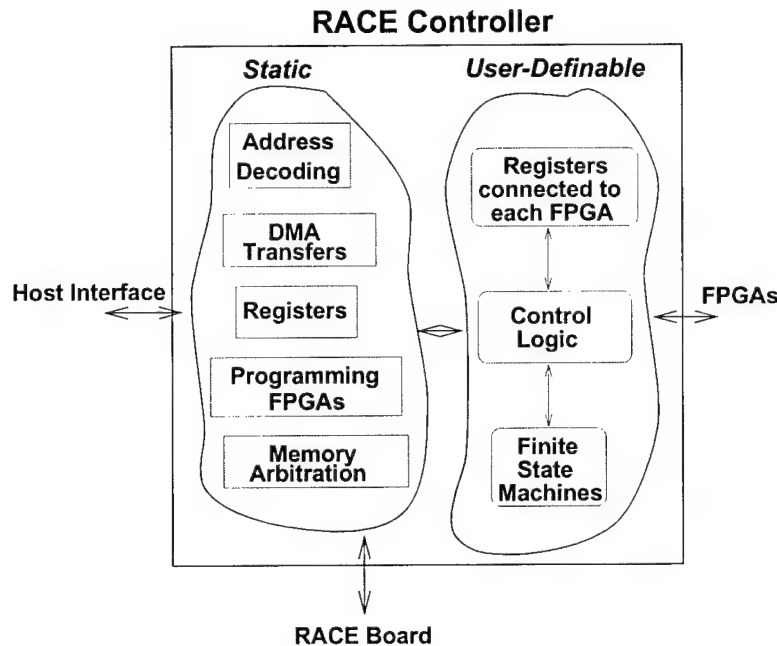 RACE Controller
Static
User-Definable
Address
Decoding
DMA
Transfers
Registers
Programming
FPGAs
Memory
Arbitration
Registers
connected to
each FPGA
Control
Logic
Finite
State
Machines
Host Interface
FPGAs
RACE Board